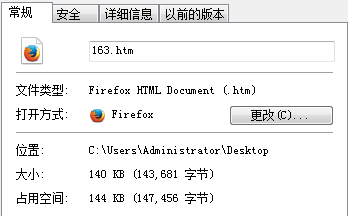 常规 安全 详细信息 以前的版本
163.htm
文件类型: Firefox HTML Document (.htm)
打开方式: Firefox 更改(C)...
位置: C:\Users\Administrator\Desktop
大小: 140 KB (143,681 字节)
占用空间: 144 KB (147,456 字节)